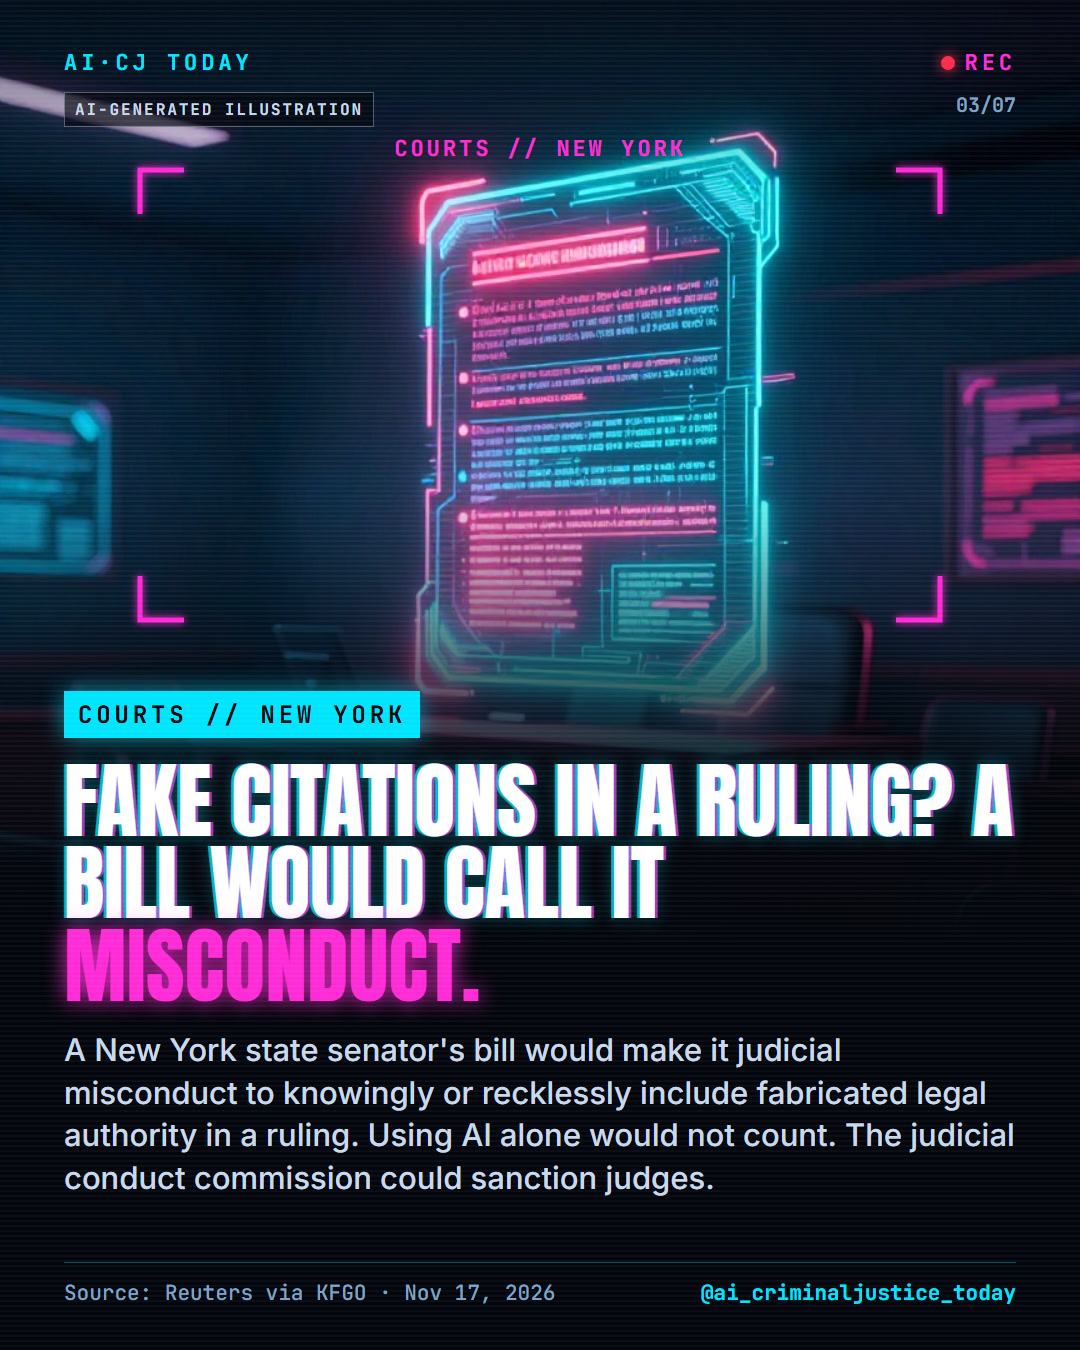 AI·CJ TODAY
REC
AI-GENERATED ILLUSTRATION
03/07
COURTS // NEW YORK
COURTS // NEW YORK
FAKE CITATIONS IN A RULING? A
BILL WOULD CALL IT
MISCONDUCT.
A New York state senator's bill would make it judicial
misconduct to knowingly or recklessly include fabricated legal
authority in a ruling. Using AI alone would not count. The judicial
conduct commission could sanction judges.
Source: Reuters via KFGO · Nov 17, 2026
@ai_criminaljustice_today